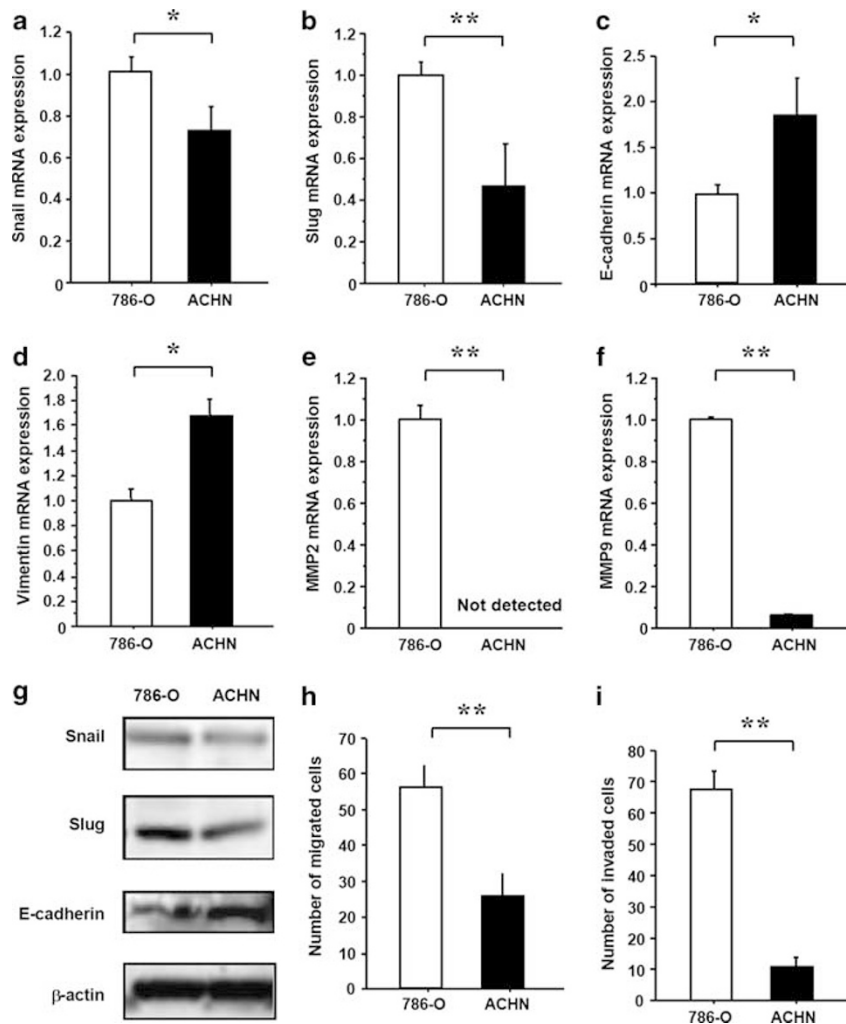 a
*
Snail mRNA expression
1.2
1.0
0.8
0.6
0.4
0.2
0
786-O ACHN
b
**
Slug mRNA expression
1.2
1.0
0.8
0.6
0.4
0.2
0
786-O ACHN
c
*
E-cadherin mRNA expression
2.5
2.0
1.5
1.0
0.5
0
786-O ACHN
d
*
Vimentin mRNA expression
2.0
1.8
1.6
1.4
1.2
1.0
0.8
0.6
0.4
0.2
0
786-O ACHN
e
**
MMP2 mRNA expression
1.2
1.0
0.8
0.6
0.4
0.2
0
Not detected
786-O ACHN
f
**
MMP9 mRNA expression
1.2
1.0
0.8
0.6
0.4
0.2
0
786-O ACHN
g
786-O ACHN
Snail
Slug
E-cadherin
β-actin
h
**
Number of migrated cells
70
60
50
40
30
20
10
0
786-O ACHN
i
**
Number of invaded cells
80
70
60
50
40
30
20
10
0
786-O ACHN